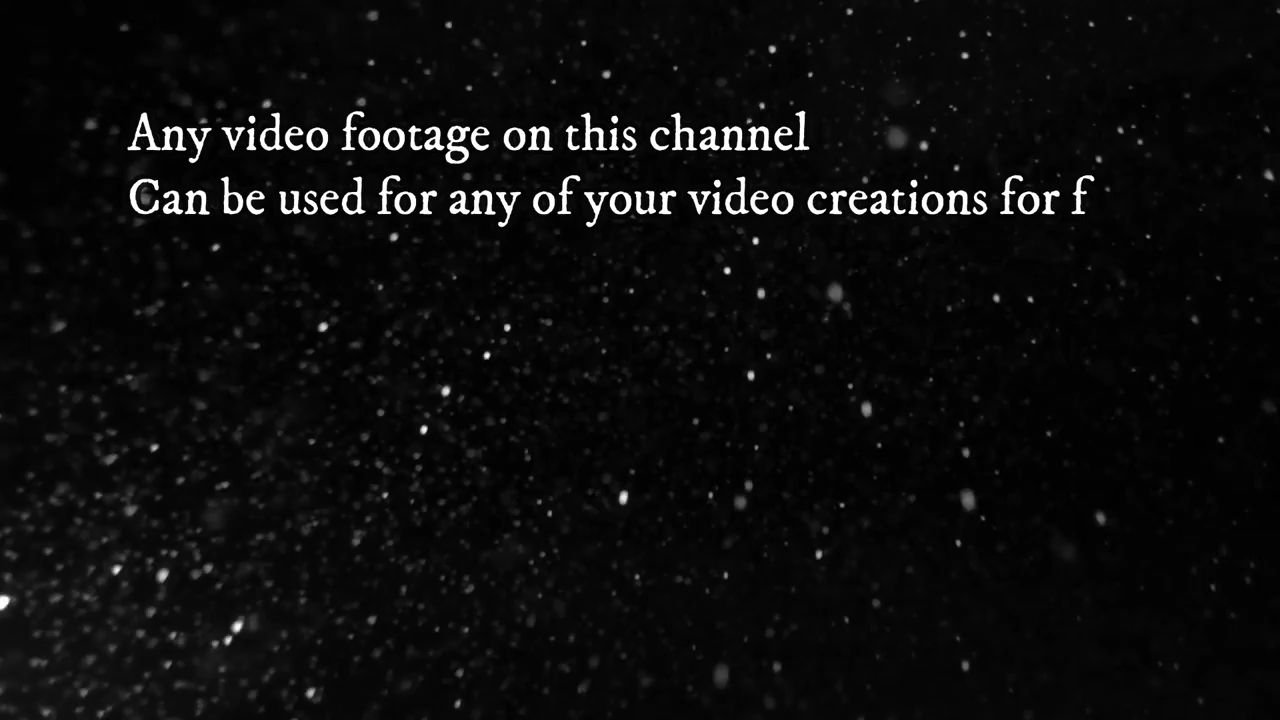 Any video footage on this channel
Can be used for any of your video creations for f